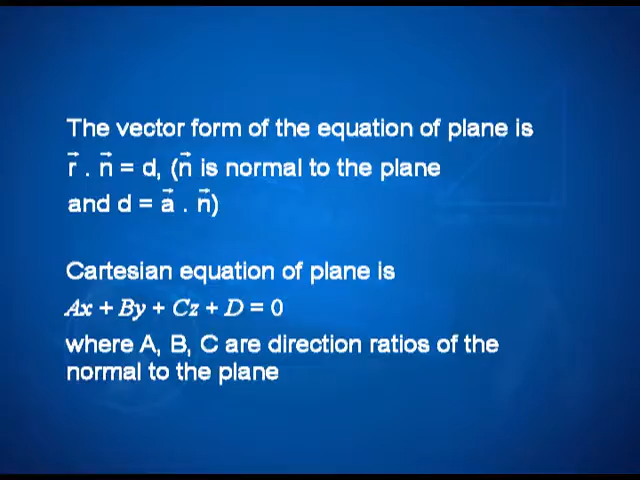 The vector form of the equation of plane is
r⃗ . n⃗ = d, (n⃗ is normal to the plane
and d = a⃗ . n⃗)
Cartesian equation of plane is
Ax + By + Cz + D = 0
where A, B, C are direction ratios of the
normal to the plane